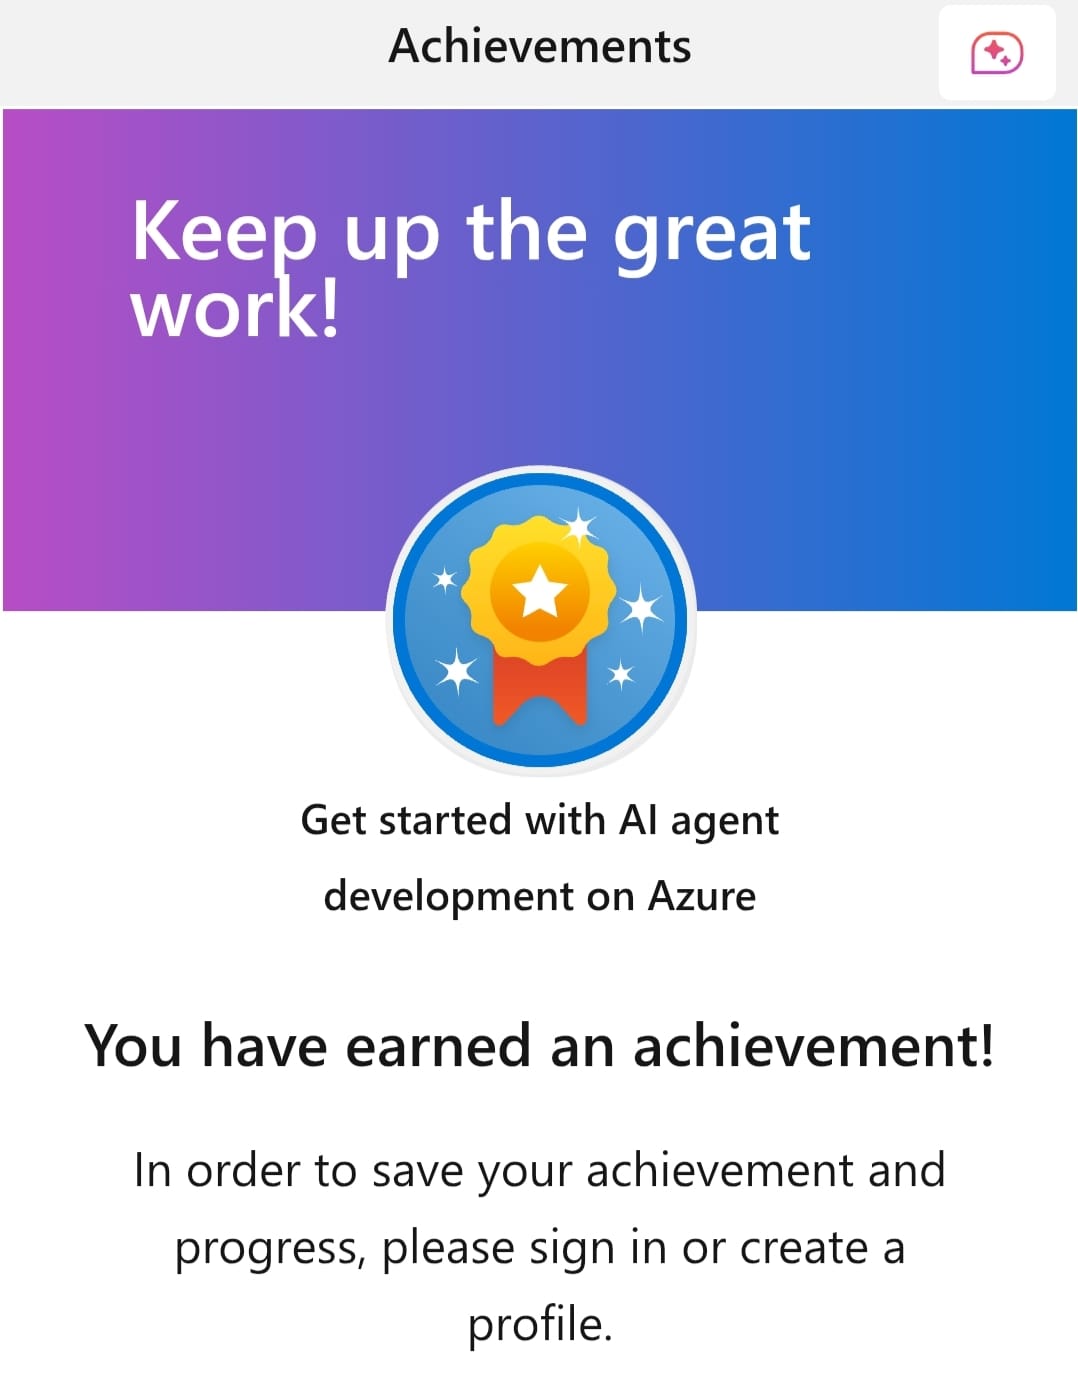 Achievements
Keep up the great
work!
Get started with AI agent
development on Azure
You have earned an achievement!
In order to save your achievement and
progress, please sign in or create a
profile.